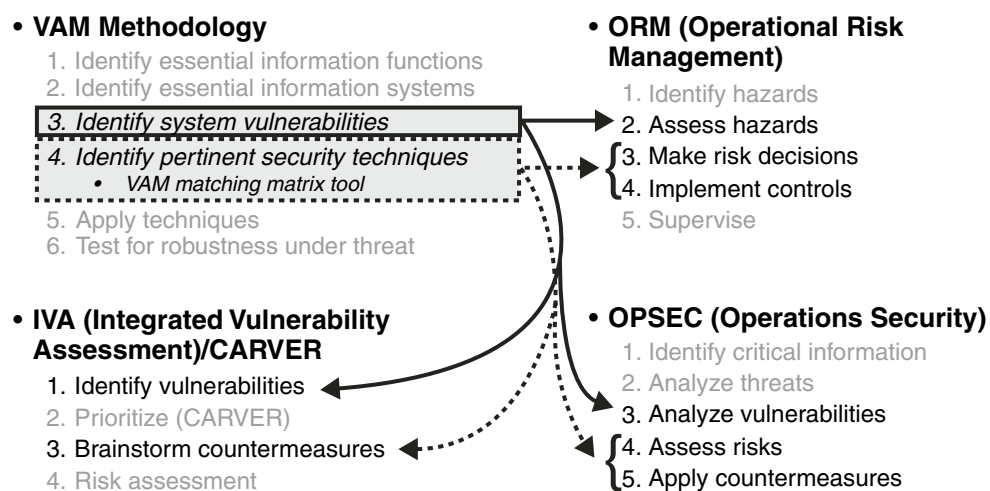 • VAM Methodology
1. Identify essential information functions
2. Identify essential information systems
3. Identify system vulnerabilities
4. Identify pertinent security techniques
• VAM matching matrix tool
5. Apply techniques
6. Test for robustness under threat
• ORM (Operational Risk
Management)
1. Identify hazards
2. Assess hazards
3. Make risk decisions
4. Implement controls
5. Supervise
• IVA (Integrated Vulnerability
Assessment)/CARVER
1. Identify vulnerabilities
2. Prioritize (CARVER)
3. Brainstorm countermeasures
4. Risk assessment
• OPSEC (Operations Security)
1. Identify critical information
2. Analyze threats
3. Analyze vulnerabilities
4. Assess risks
5. Apply countermeasures